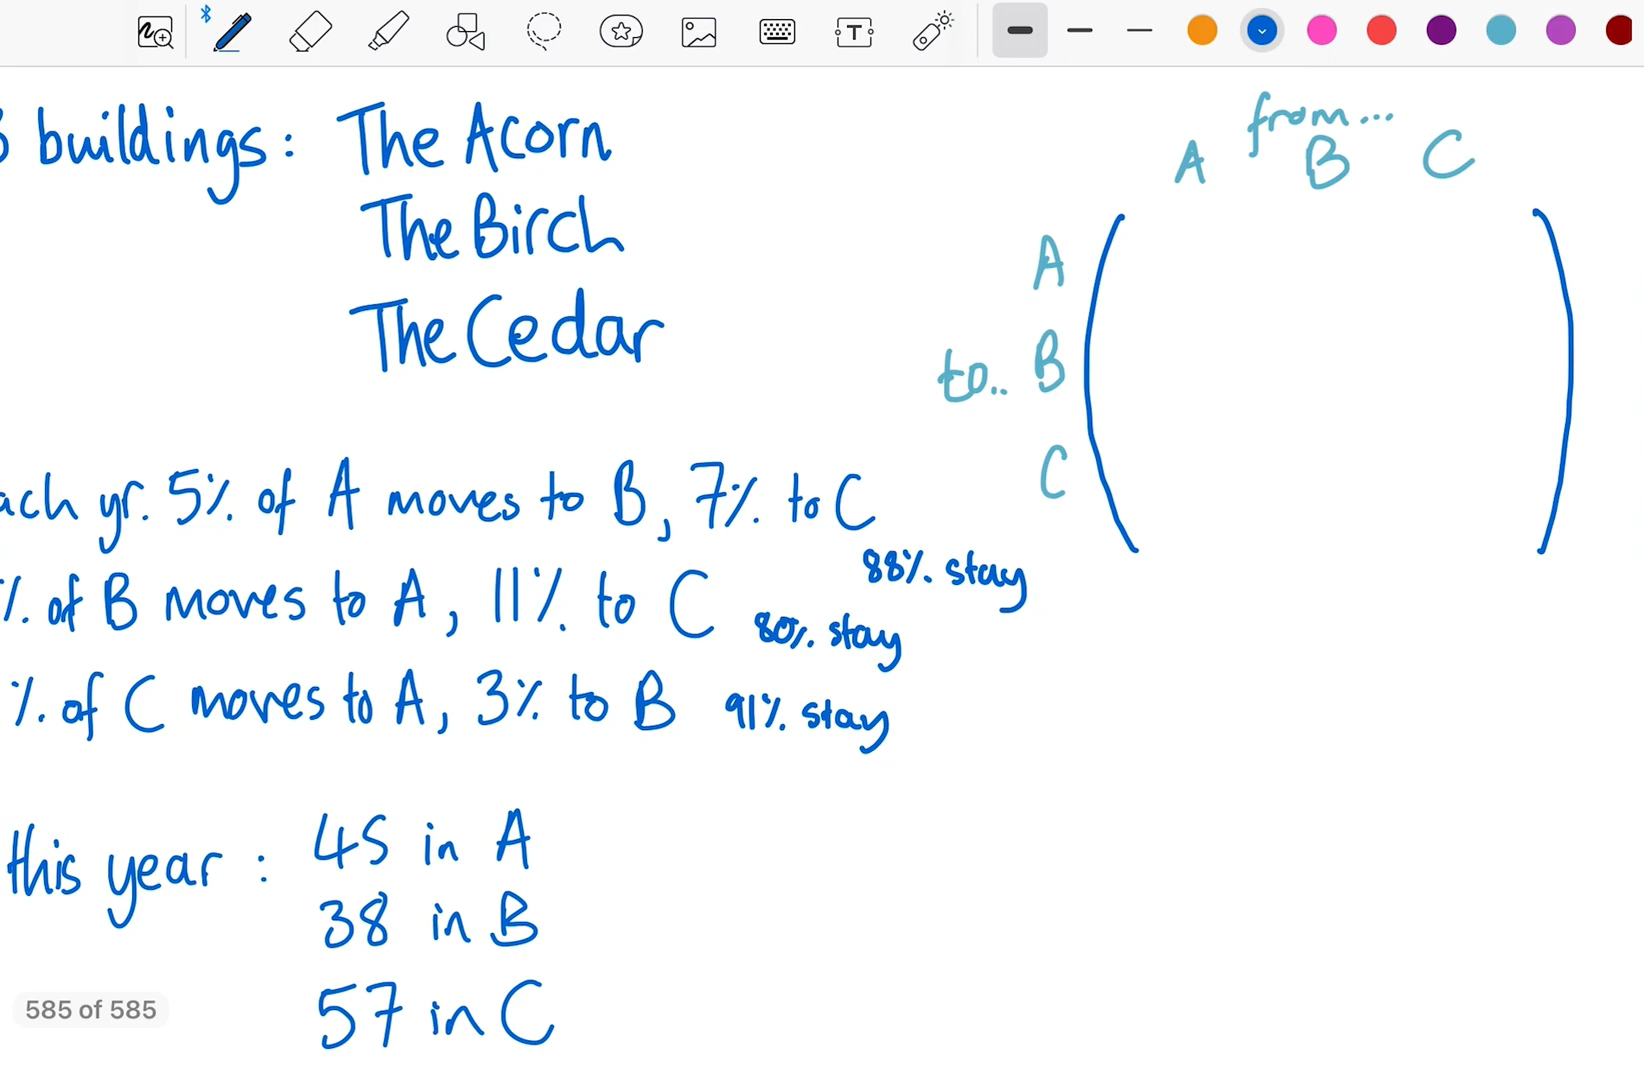 buildings: The Acorn
The Birch
The Cedar
from...
A B C
A
to.. B
C
yr. 5% of A moves to B, 7% to C
88% stay
% of B moves to A, 11% to C
80% stay
% of C moves to A, 3% to B
91% stay
this year: 45 in A
38 in B
57 in C
585 of 585
T